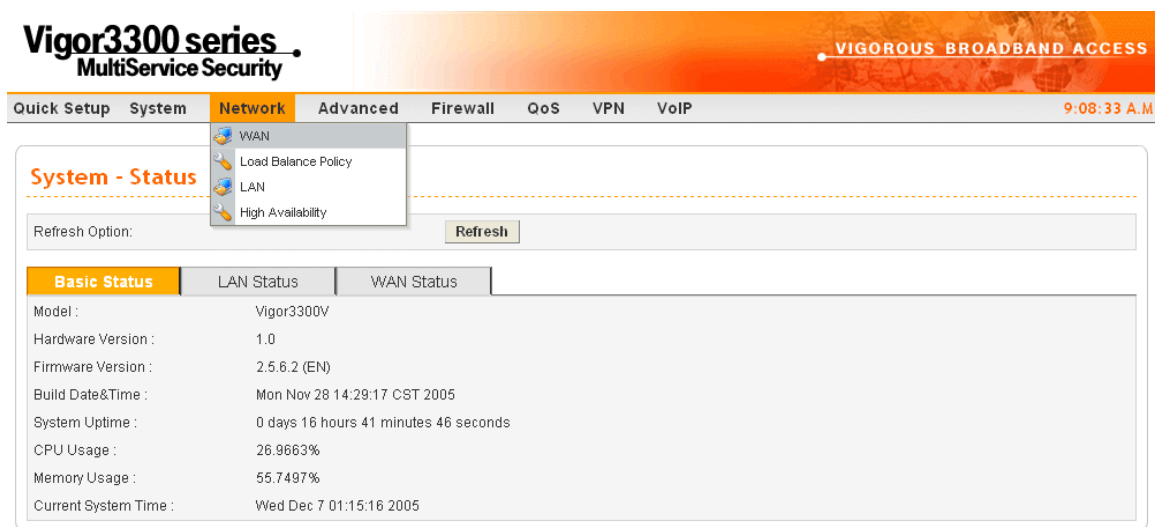 Vigor3300 series
MultiService Security
VIGOROUS BROADBAND ACCESS
Quick Setup System Network Advanced Firewall QoS VPN VoIP 9:08:33 A.M
WAN
Load Balance Policy
LAN
High Availability
System - Status
Refresh Option: Refresh
Basic Status LAN Status WAN Status
Model : Vigor3300V
Hardware Version : 1.0
Firmware Version : 2.5.6.2 (EN)
Build Date&Time : Mon Nov 28 14:29:17 CST 2005
System Uptime : 0 days 16 hours 41 minutes 46 seconds
CPU Usage : 26.9663%
Memory Usage : 55.7497%
Current System Time : Wed Dec 7 01:15:16 2005